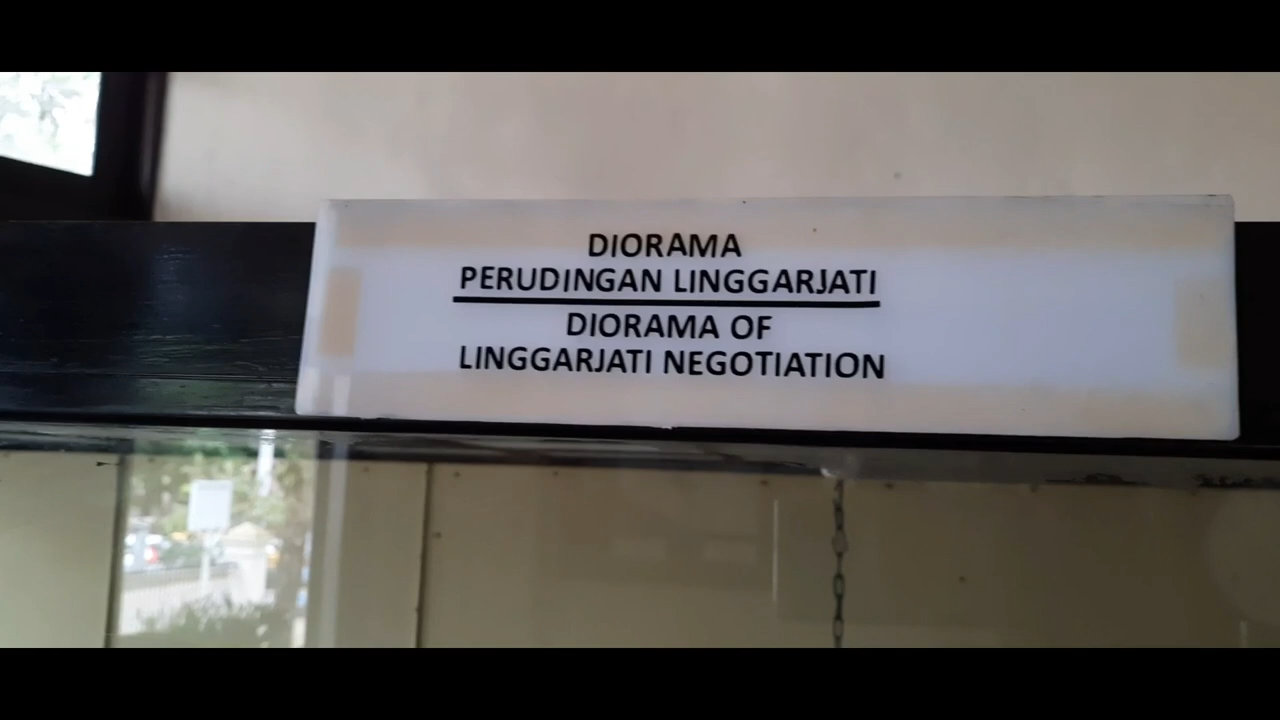 DIORAMA
PERUDINGAN LINGGARJATI
DIORAMA OF
LINGGARJATI NEGOTIATION